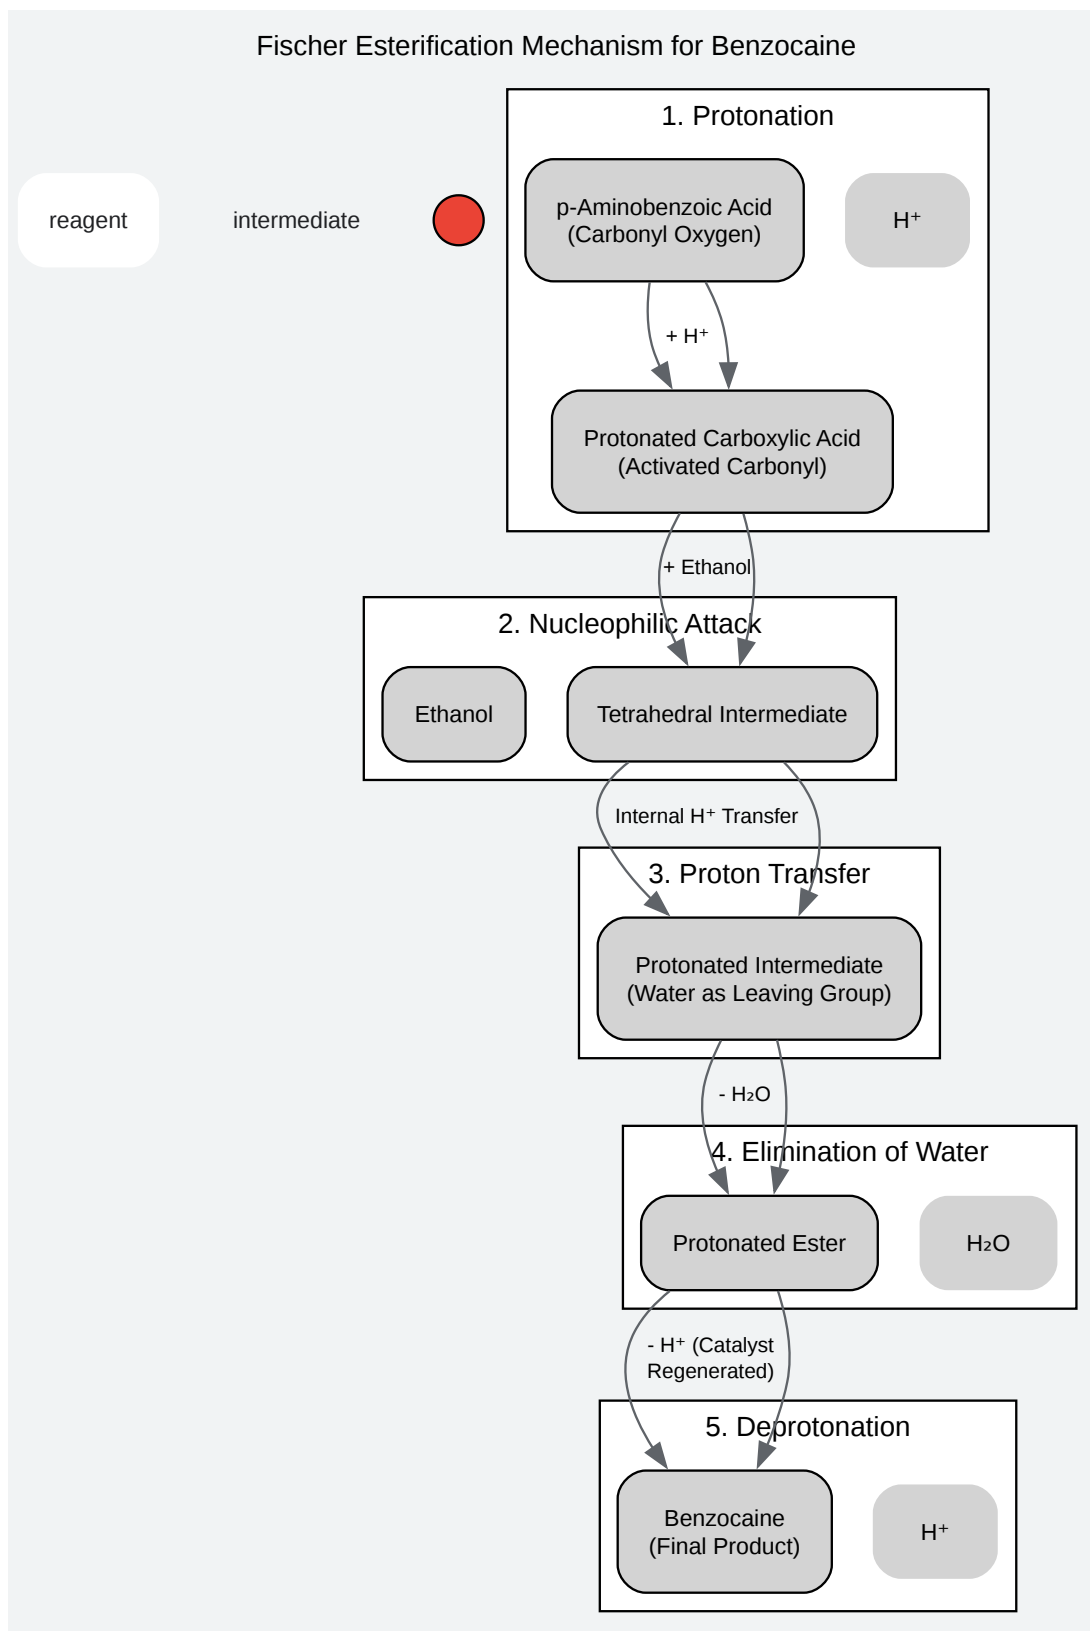 Fischer Esterification Mechanism for Benzocaine
1. Protonation
reagent
intermediate
p-Aminobenzoic Acid
(Carbonyl Oxygen)
H⁺
+ H⁺
Protonated Carboxylic Acid
(Activated Carbonyl)
+ Ethanol
2. Nucleophilic Attack
Ethanol
Tetrahedral Intermediate
Internal H⁺ Transfer
3. Proton Transfer
Protonated Intermediate
(Water as Leaving Group)
- H₂O
4. Elimination of Water
Protonated Ester
H₂O
- H⁺ (Catalyst
Regenerated)
5. Deprotonation
Benzocaine
(Final Product)
H⁺